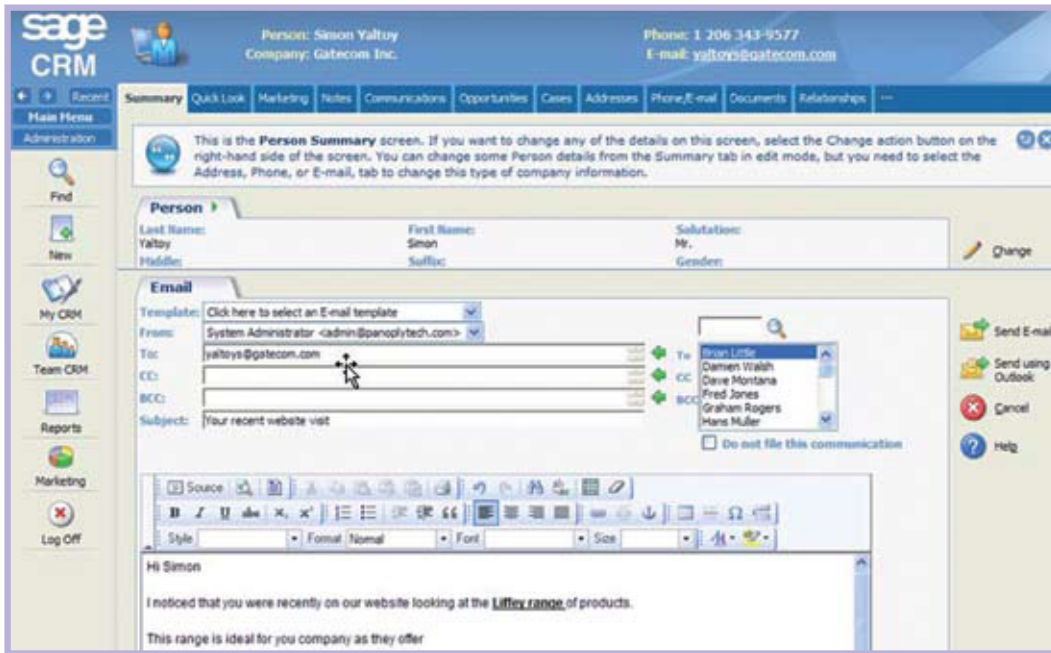 sage
CRM
Person: Simon Yaltoy
Company: Gatecom Inc.
Phone: 1 206 343-9577
E-mail: yaltoys@gatecom.com
Recent
Main Menu
Administration
Summary Quick Look Marketing Notes Communications Opportunities Cases Addresses Phone/E-mail Documents Relationships ...
This is the Person Summary screen. If you want to change any of the details on this screen, select the Change action button on the
right-hand side of the screen. You can change some Person details from the Summary tab in edit mode, but you need to select the
Address, Phone, or E-mail, tab to change this type of company information.
Find
New
My CRM
Team CRM
Reports
Marketing
Log Off
Person
Last Name: First Name: Salutation:
Yaltoy Simon Mr.
Middle: Suffix: Gender:
Change
Email
Template: Click here to select an E-mail template
From: System Administrator <admin@panoplytech.com>
To: yaltoys@gatecom.com
CC:
BCC:
Subject: Your recent website visit
To
CC
BCC
Brian Little
Damien Walsh
Dave Montana
Fred Jones
Graham Rogers
Hans Muller
Do not file this communication
Send E-mail
Send using
Outlook
Cancel
Help
Source
B I U abc x, x'
Style Format Normal Font Size
Hi Simon
I noticed that you were recently on our website looking at the Liffey range of products.
This range is ideal for you company as they offer